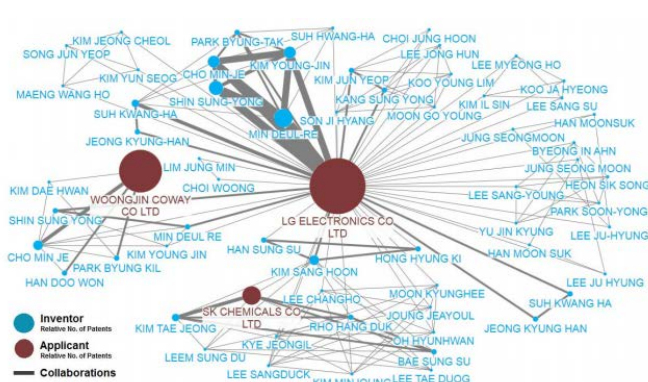 KIM JEONG CHEOL
SONG JUN YEOP
KIM YUN SEOG
MAENG WANG HO
SUH KWANG-HA
JEONG KYUNG-HAN
PARK BYUNG-TAK
SUH HWANG-HA
CHO MIN-JE
KIM YOUNG-JIN
SHIN SUNG-YONG
MIN DEUL-RE
SON JI HYANG
KIM JUN YEOP
KANG SUNG YONG
CHOI JUNG HOON
LEE JONG HUN
KOO YOUNG LIM
MOON GO YOUNG
LEE MYEONG HO
KOO JA HYEONG
KIM IL SIN
LEE SANG SU
HAN MOONSUK
JUNG SEONGMOON
BYEONG IN AHN
JUNG SEONG MOON
HEON SIK SONG
LEE SANG-YOUNG
PARK SOON-YONG
YU JIN KYUNG
LEE JU-HYUNG
HAN MOON SUK
LEE JU HYUNG
SUH KWANG HA
JEONG KYUNG HAN
LIM JUNG MIN
CHOI WOONG
WOONGJIN COWAY
CO LTD
LG ELECTRONICS CO
LTD
KIM DAE HWAN
SHIN SUNG YONG
MIN DEUL RE
KIM YOUNG JIN
CHO MIN JE
PARK BYUNG KIL
HAN DOO WON
HAN SUNG SU
HONG HYUNG KI
KIM SANG HOON
LEE CHANGHO
MOON KYUNGHEE
SK CHEMICALS CO
LTD
JOUNG JEAYOUL
RHO HANG DUK
KIM TAE JEONG
KYE JEONGIL
OH HYUNHWAN
LEEM SUNG DU
BAE SUNG SU
LEE SANGDUCK
LEE TAE DUOG
Inventor
Relative No. of Patents
Applicant
Relative No. of Patents
Collaborations